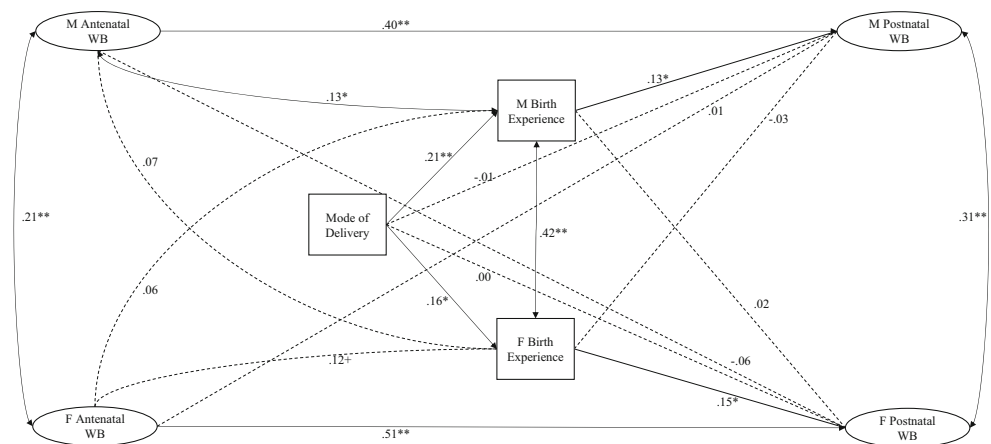 M Antenatal
WB
.40**
M Postnatal
WB
.13*
M Birth
Experience
.13*
.01
-.03
.07
.21**
-.01
Mode of
Delivery
.21**
.42**
.31**
.06
.00
.16*
.02
F Birth
Experience
.12+
-.06
.15*
F Antenatal
WB
.51**
F Postnatal
WB